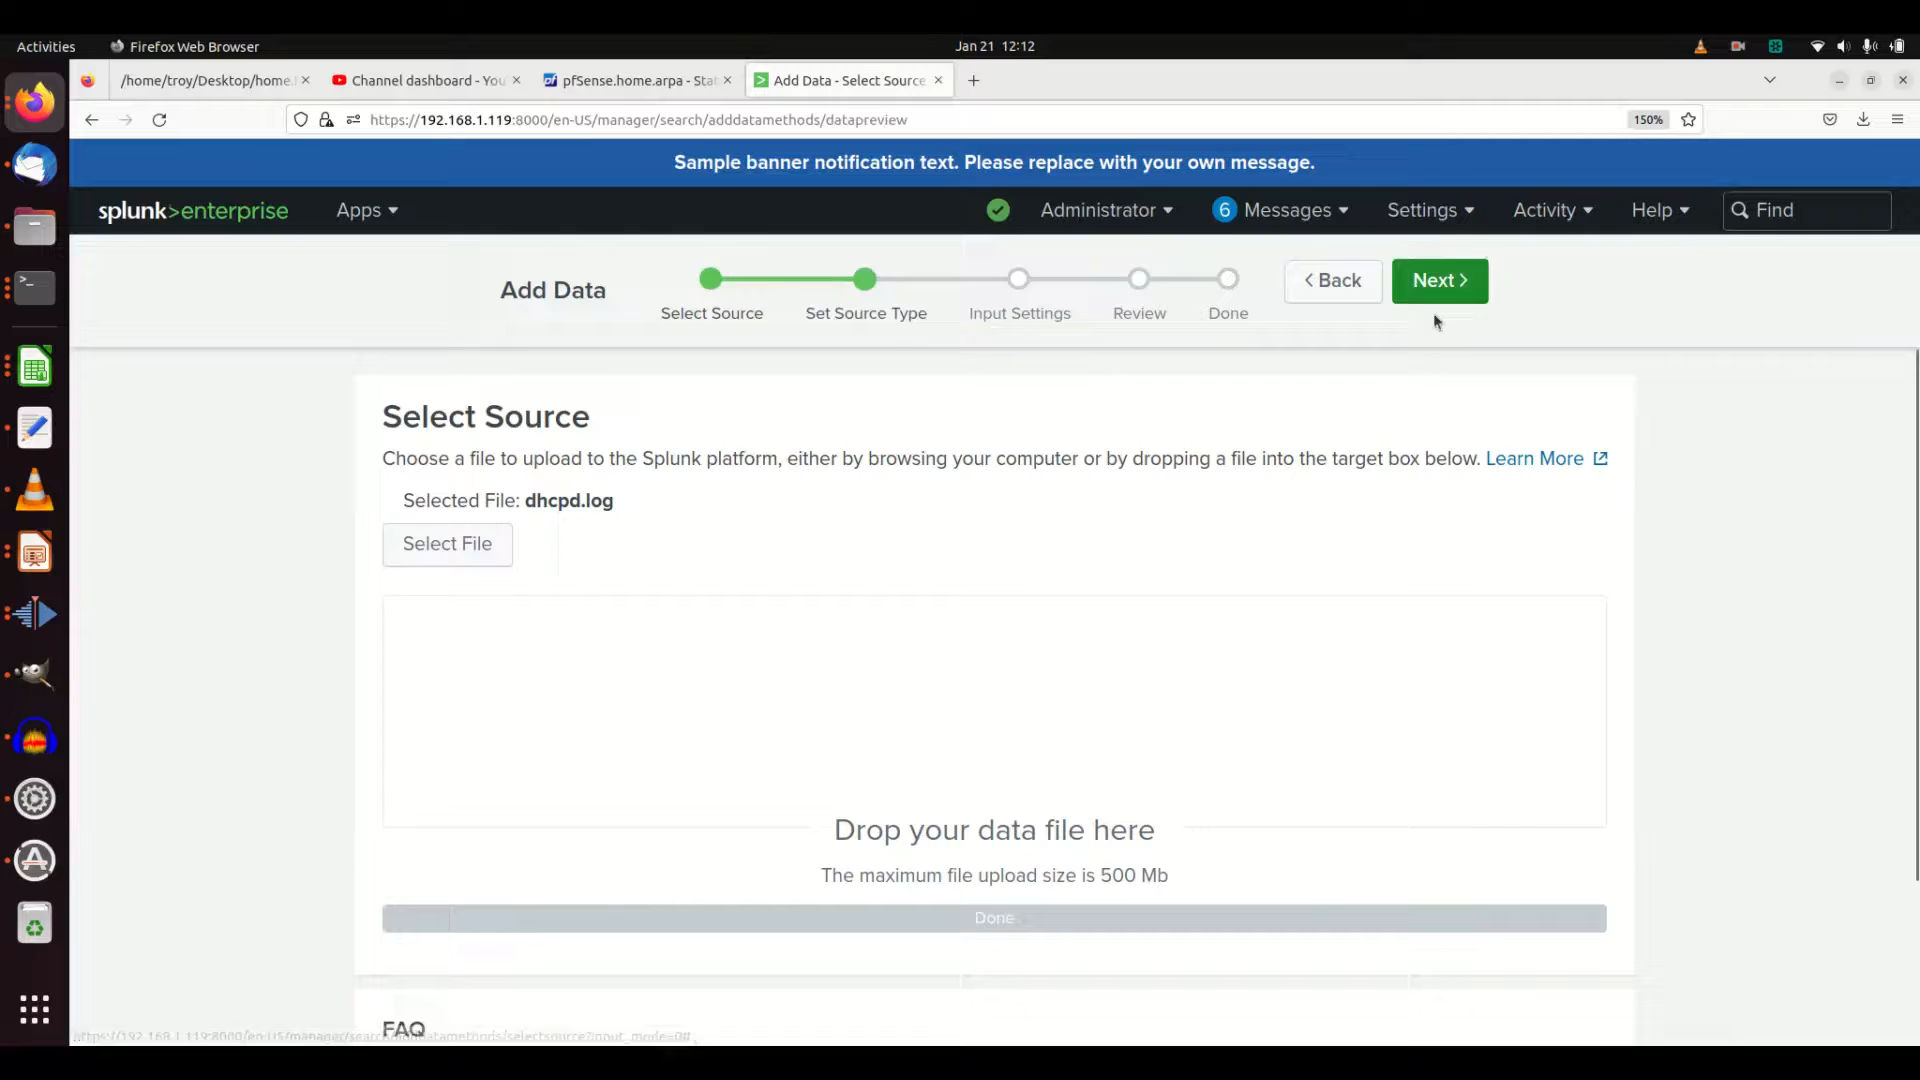 Activities
Firefox Web Browser
Jan 21 12:12
/home/troy/Desktop/home.
Channel dashboard - You
pfSense.home.arpa - Stat
Add Data - Select Source
https://192.168.1.119:8000/en-US/manager/search/adddatamethods/datapreview
150%
Sample banner notification text. Please replace with your own message.
splunk>enterprise
Apps
Administrator
6 Messages
Settings
Activity
Help
Find
Add Data
Select Source
Set Source Type
Input Settings
Review
Done
< Back
Next >
Select Source
Choose a file to upload to the Splunk platform, either by browsing your computer or by dropping a file into the target box below. Learn More
Selected File: dhcpd.log
Select File
Drop your data file here
The maximum file upload size is 500 Mb
Done
FAQ